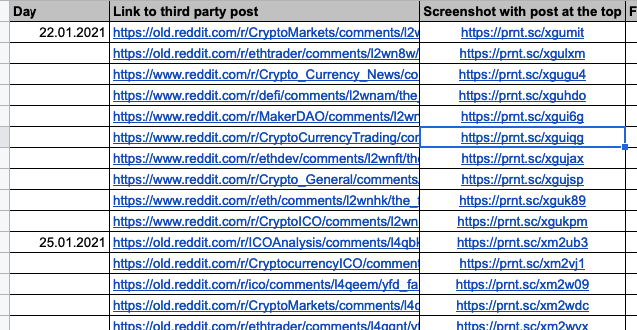 Day Link to third party post Screenshot with post at the top F
22.01.2021 https://old.reddit.com/r/CryptoMarkets/comments/l2w https://prnt.sc/xgumit
https://old.reddit.com/r/ethtrader/comments/l2wn8w/ https://prnt.sc/xgulxm
https://www.reddit.com/r/Crypto_Currency_News/co https://prnt.sc/xgugu4
https://www.reddit.com/r/defi/comments/l2wnam/the_ https://prnt.sc/xguhdo
https://www.reddit.com/r/MakerDAO/comments/l2wr https://prnt.sc/xgui6g
https://www.reddit.com/r/CryptoCurrencyTrading/cor https://prnt.sc/xguiqg
https://www.reddit.com/r/ethdev/comments/l2wnft/the https://prnt.sc/xgujax
https://www.reddit.com/r/Crypto_General/comments https://prnt.sc/xgujsp
https://www.reddit.com/r/eth/comments/l2wnhk/the_ https://prnt.sc/xguk89
https://www.reddit.com/r/CryptoICO/comments/l2wn https://prnt.sc/xgukpm
25.01.2021 https://old.reddit.com/r/ICOAnalysis/comments/l4qb https://prnt.sc/xm2ub3
https://old.reddit.com/r/CryptocurrencyICO/comment https://prnt.sc/xm2vj1
https://old.reddit.com/r/ico/comments/l4qeem/yfd_fa https://prnt.sc/xm2w09
https://old.reddit.com/r/CryptoMarkets/comments/l4 https://prnt.sc/xm2wdc
https://old.reddit.com/r/ethtrader/comments/l4qgnt/y https://prnt.sc/xm2wyx